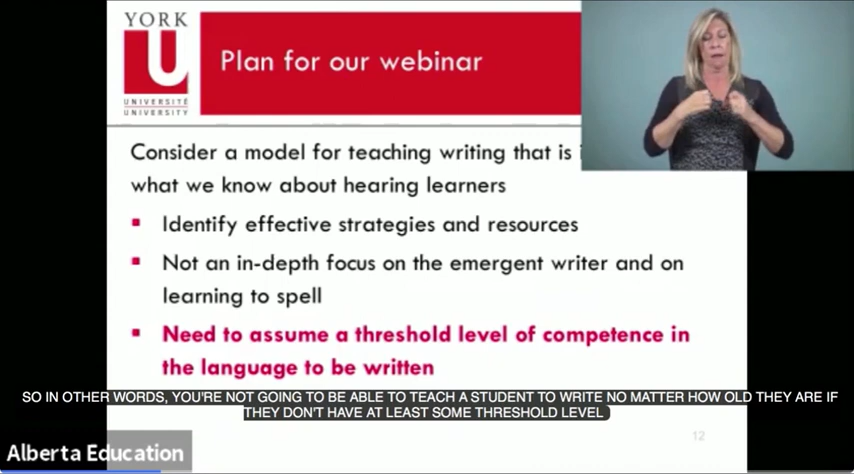 YORK
U
UNIVERSITÉ
UNIVERSITY
Plan for our webinar
Consider a model for teaching writing that is
what we know about hearing learners
Identify effective strategies and resources
Not an in-depth focus on the emergent writer and on
learning to spell
Need to assume a threshold level of competence in
the language to be written
SO IN OTHER WORDS, YOU'RE NOT GOING TO BE ABLE TO TEACH A STUDENT TO WRITE NO MATTER HOW OLD THEY ARE IF
THEY DON'T HAVE AT LEAST SOME THRESHOLD LEVEL
12
Alberta Education